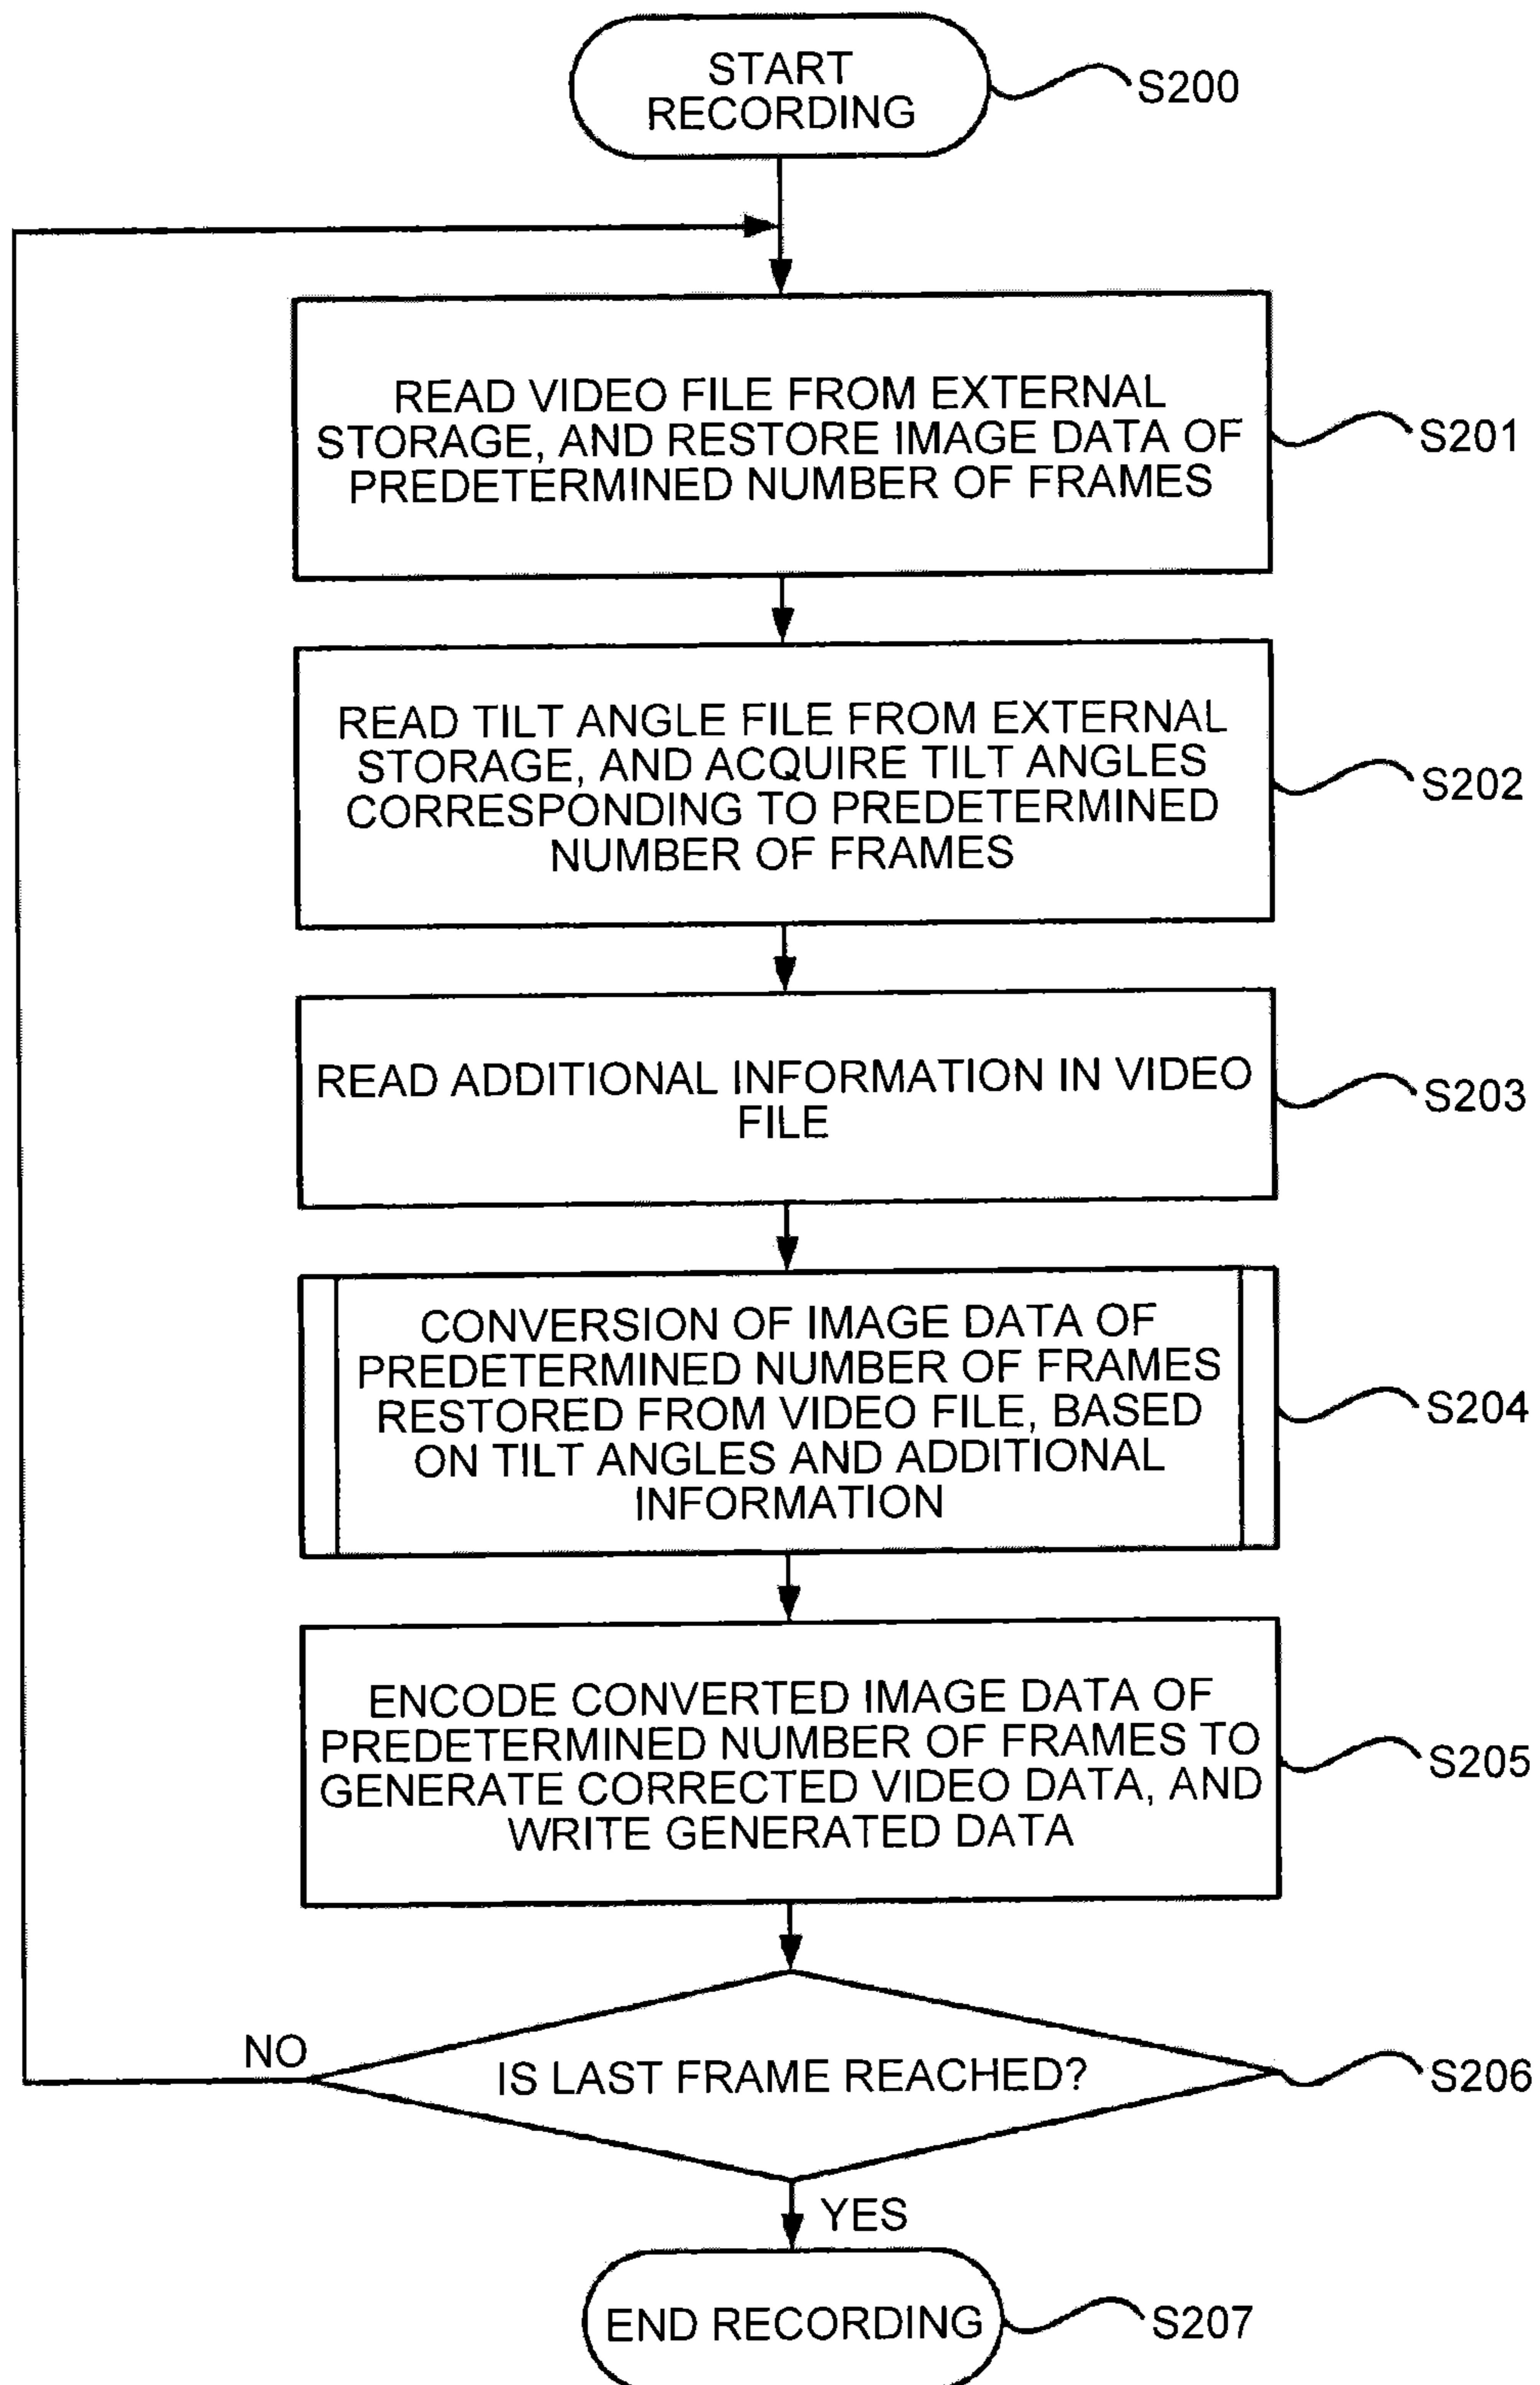 START
RECORDING
S200
READ VIDEO FILE FROM EXTERNAL
STORAGE, AND RESTORE IMAGE DATA OF
PREDETERMINED NUMBER OF FRAMES
S201
READ TILT ANGLE FILE FROM EXTERNAL
STORAGE, AND ACQUIRE TILT ANGLES
CORRESPONDING TO PREDETERMINED
NUMBER OF FRAMES
S202
READ ADDITIONAL INFORMATION IN VIDEO
FILE
S203
CONVERSION OF IMAGE DATA OF
PREDETERMINED NUMBER OF FRAMES
RESTORED FROM VIDEO FILE, BASED
ON TILT ANGLES AND ADDITIONAL
INFORMATION
S204
ENCODE CONVERTED IMAGE DATA OF
PREDETERMINED NUMBER OF FRAMES TO
GENERATE CORRECTED VIDEO DATA, AND
WRITE GENERATED DATA
S205
NO
IS LAST FRAME REACHED?
S206
YES
END RECORDING
S207